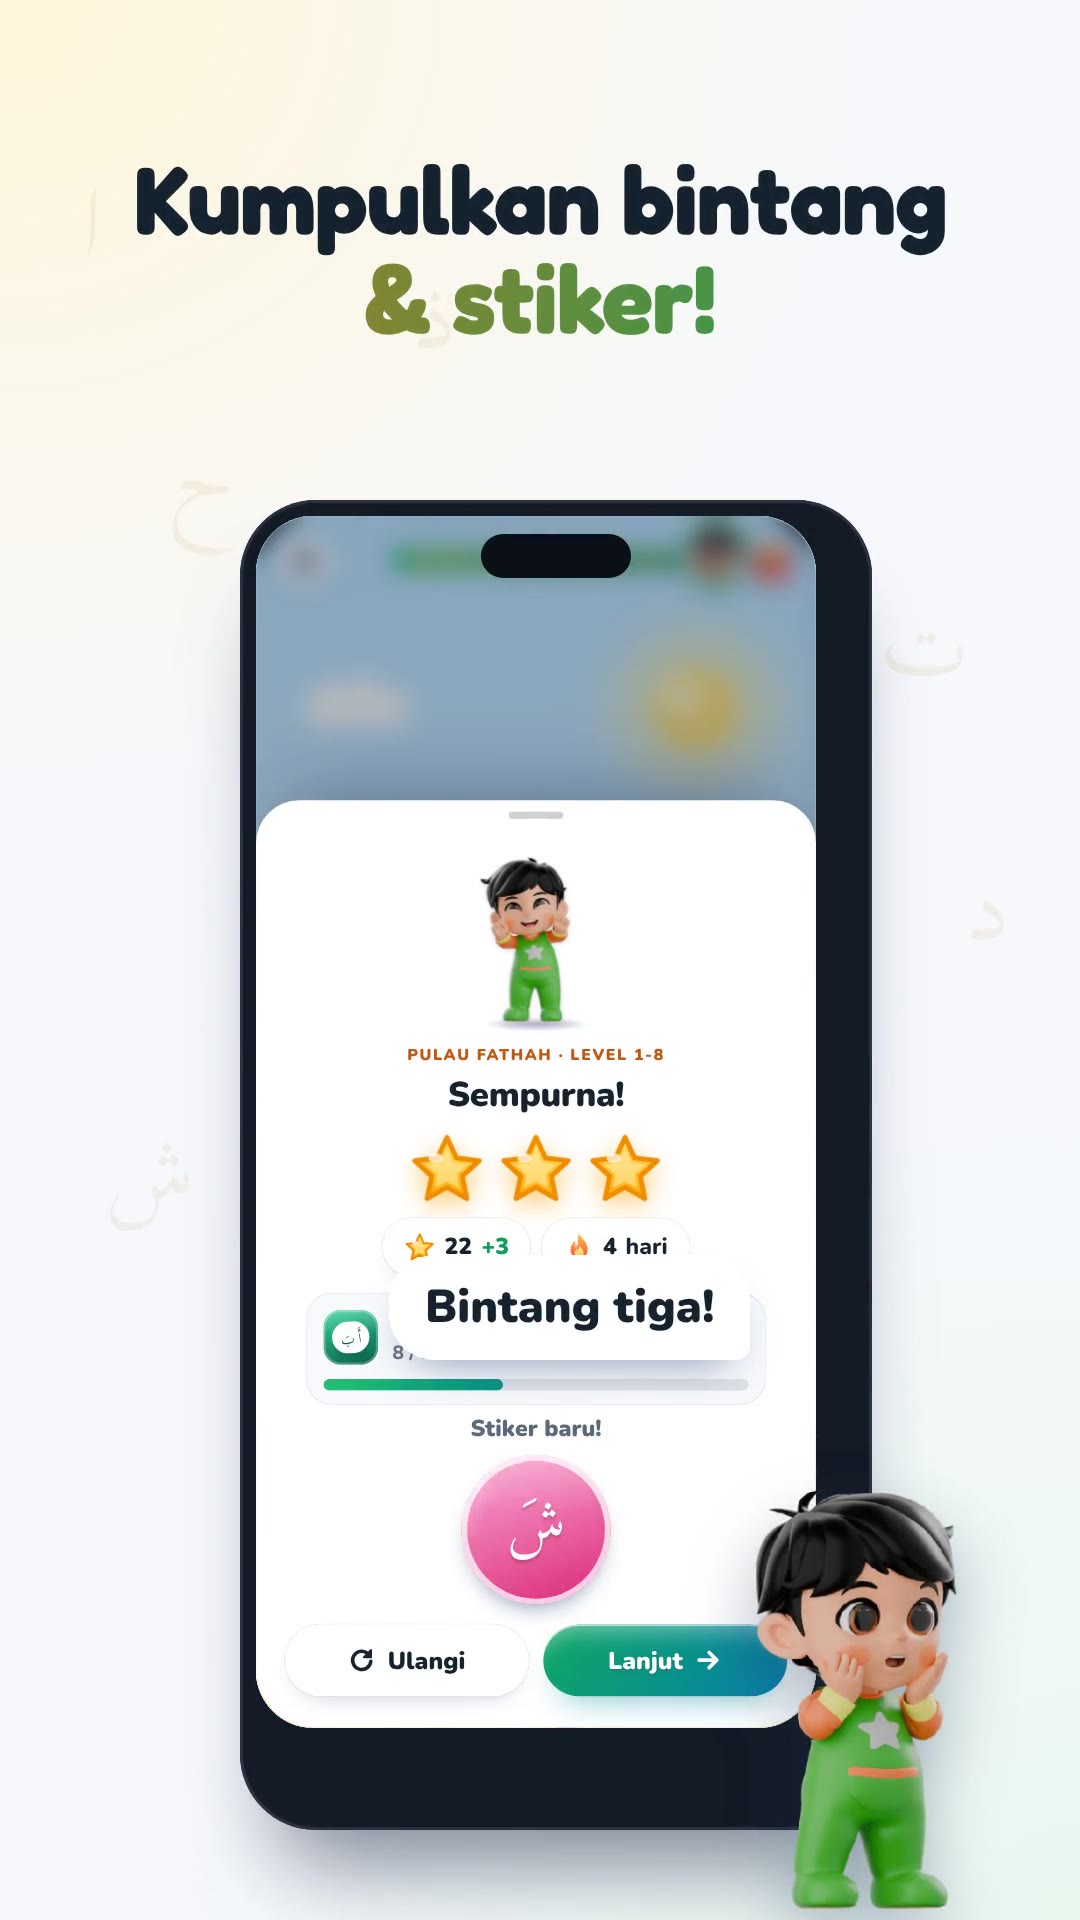 Kumpulkan bintang
& stiker!
ا
ذ
ح
ت
د
ش
PULAU FATHAH · LEVEL 1-8
Sempurna!
22 +3
4 hari
Bintang tiga!
أَبَ
8 /
Stiker baru!
شَ
Ulangi
Lanjut →